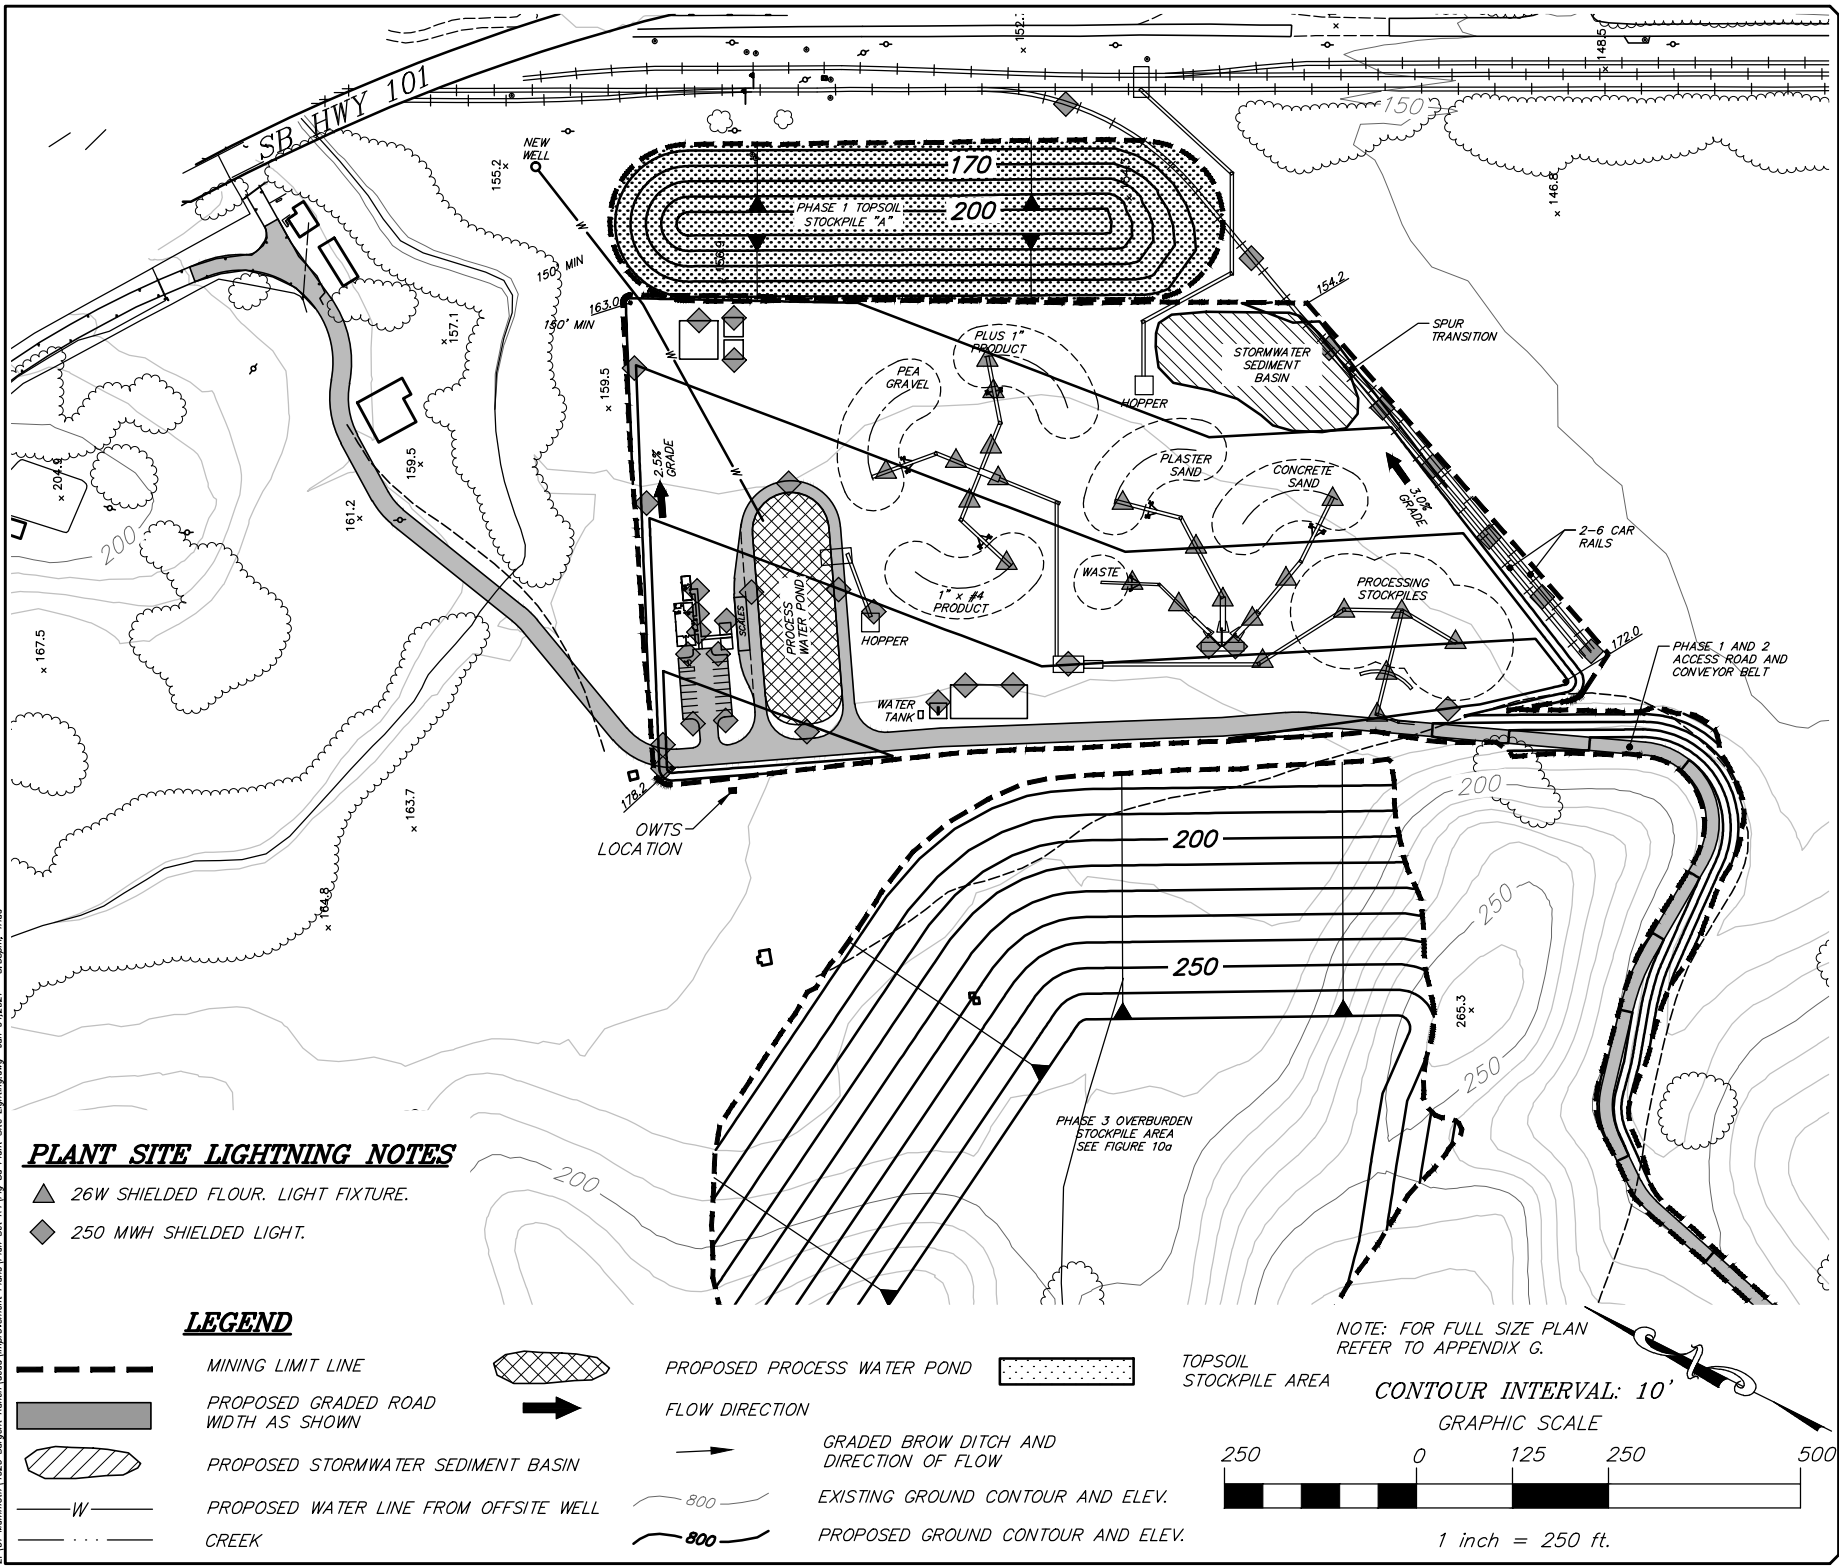 SB HWY 101
152.
148.5
150
146.8
NEW
WELL
155.2
W
150' MIN
163.0
150' MIN
170
PHASE 1 TOPSOIL
STOCKPILE "A"
200
156.9
154.2
SPUR
TRANSITION
157.1
159.5
W
PLUS 1"
PRODUCT
PEA
GRAVEL
STORMWATER
SEDIMENT
BASIN
HOPPER
204.9
159.5
161.2
200
2.5%
GRADE
W
PLASTER
SAND
CONCRETE
SAND
3.0%
GRADE
2-6 CAR
RAILS
WASTE
1" x #4
PRODUCT
PROCESSING
STOCKPILES
SCALES
PROCESS
WATER POND
HOPPER
167.5
172.0
PHASE 1 AND 2
ACCESS ROAD AND
CONVEYOR BELT
WATER
TANK
178.2
163.7
OWTS
LOCATION
200
200
164.8
250
250
265.3
250
PHASE 3 OVERBURDEN
STOCKPILE AREA
SEE FIGURE 10a
200
PLANT SITE LIGHTNING NOTES
26W SHIELDED FLOUR. LIGHT FIXTURE.
250 MWH SHIELDED LIGHT.
LEGEND
MINING LIMIT LINE
PROPOSED GRADED ROAD
WIDTH AS SHOWN
PROPOSED STORMWATER SEDIMENT BASIN
W PROPOSED WATER LINE FROM OFFSITE WELL
CREEK
PROPOSED PROCESS WATER POND
FLOW DIRECTION
GRADED BROW DITCH AND
DIRECTION OF FLOW
800 EXISTING GROUND CONTOUR AND ELEV.
800 PROPOSED GROUND CONTOUR AND ELEV.
TOPSOIL
STOCKPILE AREA
NOTE: FOR FULL SIZE PLAN
REFER TO APPENDIX G.
CONTOUR INTERVAL: 10'
GRAPHIC SCALE
250 0 125 250 500
1 inch = 250 ft.